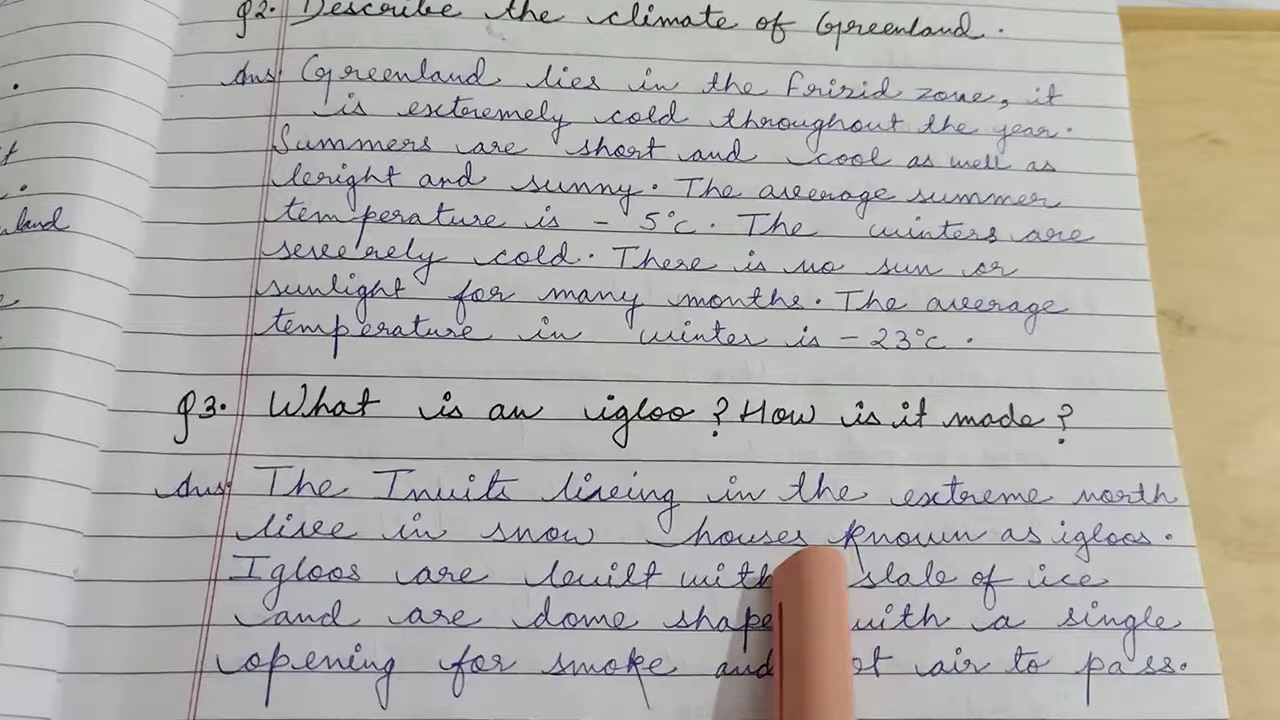 Q2. Describe the climate of Greenland.
Ans Greenland lies in the Frizid zone, it
is extremely cold throughout the year.
Summers are short and cool as well as
bright and sunny. The average summer
temperature is - 5°c. The winters are
severely cold. There is no sun or
sunlight for many months. The average
temperature in winter is - 23°c.
Q3. What is an igloo? How is it made?
Ans The Inuits living in the extreme north
live in snow houses known as igloos.
Igloos are built with slab of ice
and are dome shape with a single
opening for smoke and air to pass.
land